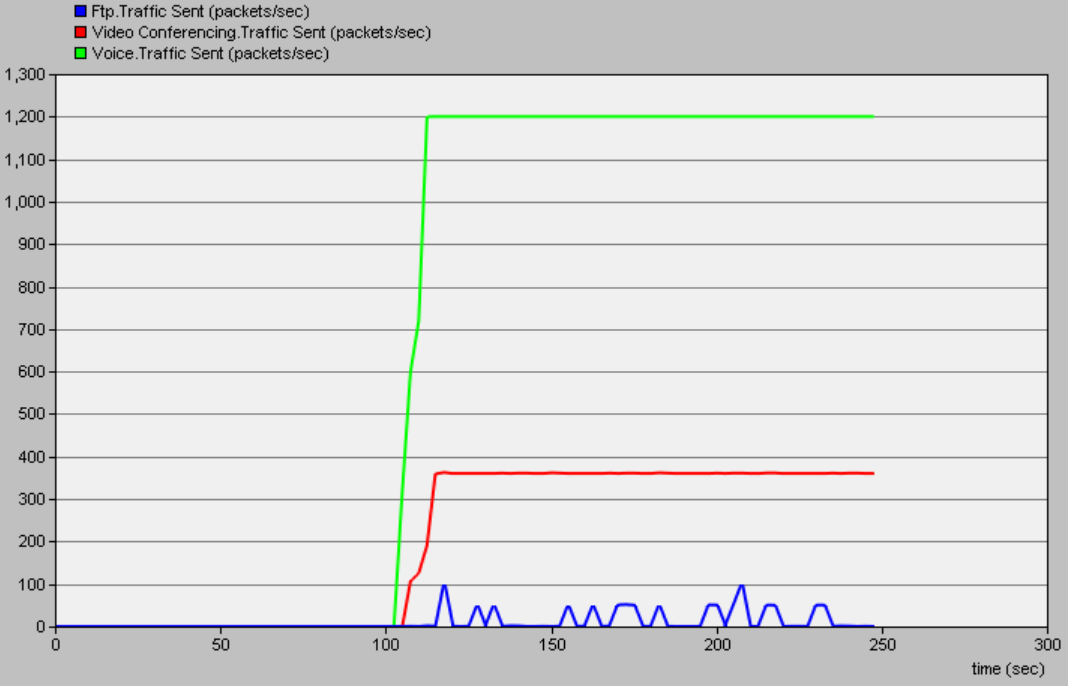 Ftp.Traffic Sent (packets/sec)
Video Conferencing.Traffic Sent (packets/sec)
Voice.Traffic Sent (packets/sec)
1,300
1,200
1,100
1,000
900
800
700
600
500
400
300
200
100
0
0 50 100 150 200 250 300
time (sec)